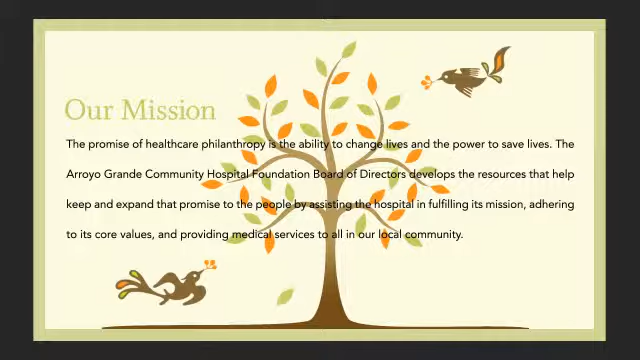 Our Mission
The promise of healthcare philanthropy is the ability to change lives and the power to save lives. The
Arroyo Grande Community Hospital Foundation Board of Directors develops the resources that help
keep and expand that promise to the people by assisting the hospital in fulfilling its mission, adhering
to its core values, and providing medical services to all in our local community.